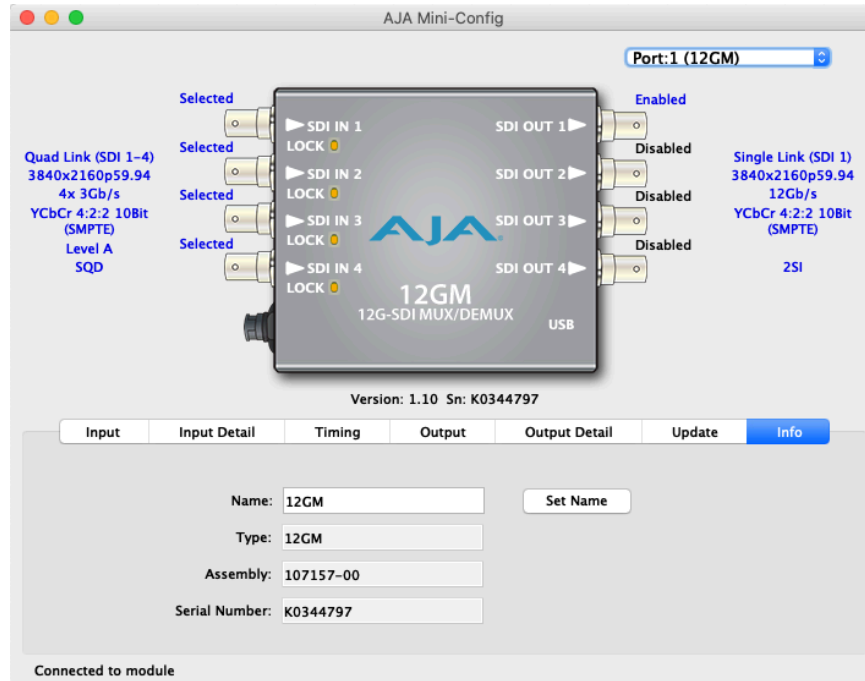 AJA Mini-Config
Port:1 (12GM)
Selected
Selected
Selected
Selected
Quad Link (SDI 1-4)
3840x2160p59.94
4x 3Gb/s
YCbCr 4:2:2 10Bit
(SMPTE)
Level A
SQD
SDI IN 1
LOCK
SDI IN 2
LOCK
SDI IN 3
LOCK
SDI IN 4
LOCK
SDI OUT 1
SDI OUT 2
SDI OUT 3
SDI OUT 4
AJA
12GM
12G-SDI MUX/DEMUX
USB
Enabled
Disabled
Disabled
Disabled
Single Link (SDI 1)
3840x2160p59.94
12Gb/s
YCbCr 4:2:2 10Bit
(SMPTE)
2SI
Version: 1.10 Sn: K0344797
Input Input Detail Timing Output Output Detail Update Info
Name: 12GM Set Name
Type: 12GM
Assembly: 107157-00
Serial Number: K0344797
Connected to module